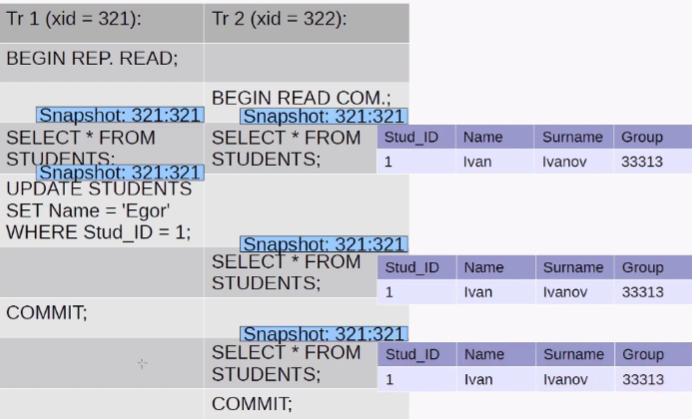 Tr 1 (xid = 321): Tr 2 (xid = 322):
BEGIN REP. READ;
BEGIN READ COM.;
Snapshot: 321:321 Snapshot: 321:321
SELECT * FROM SELECT * FROM Stud_ID Name Surname Group
STUDENTS; STUDENTS; 1 Ivan Ivanov 33313
Snapshot: 321:321
UPDATE STUDENTS
SET Name = 'Egor'
WHERE Stud_ID = 1;
Snapshot: 321:321
SELECT * FROM Stud_ID Name Surname Group
STUDENTS; 1 Ivan Ivanov 33313
COMMIT;
Snapshot: 321:321
SELECT * FROM Stud_ID Name Surname Group
STUDENTS; 1 Ivan Ivanov 33313
COMMIT;